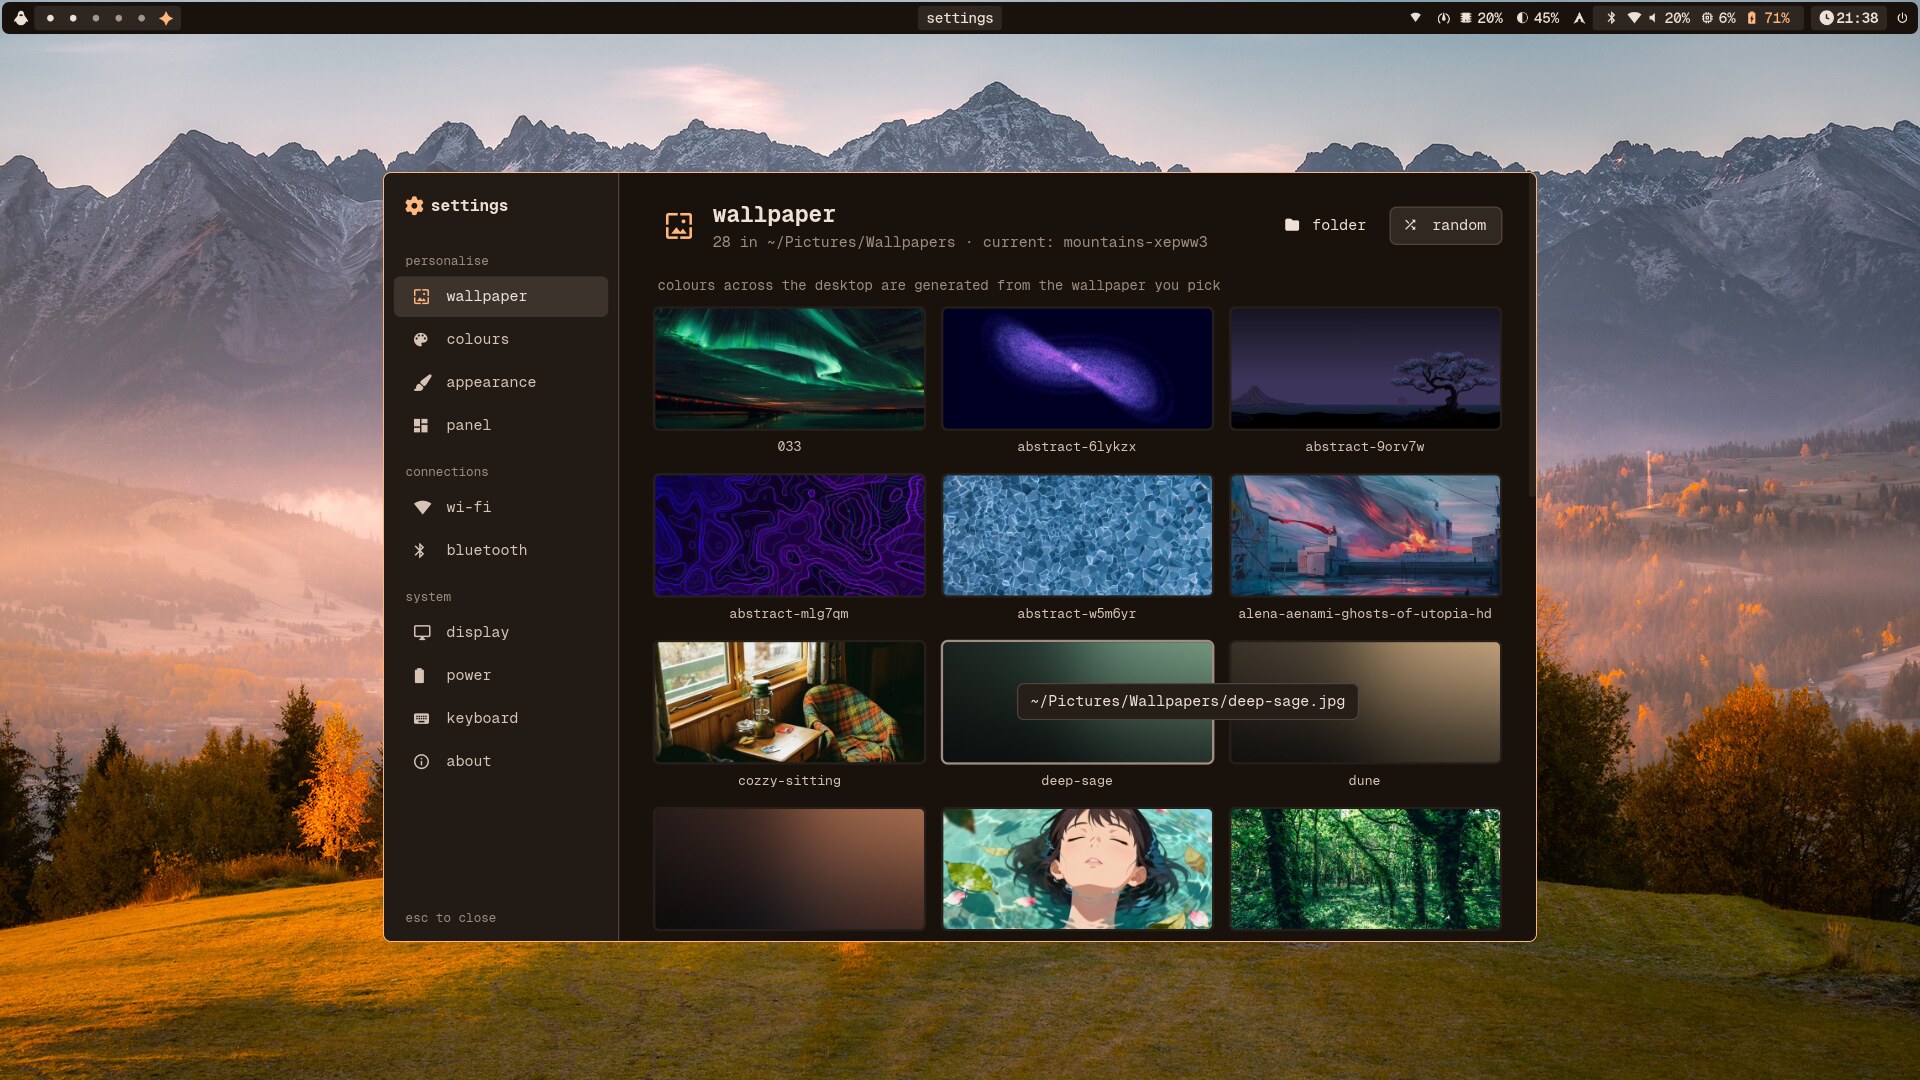 settings
20%
45%
20%
6%
71%
21:38
settings
personalise
wallpaper
colours
appearance
panel
connections
wi-fi
bluetooth
system
display
power
keyboard
about
esc to close
wallpaper
28 in ~/Pictures/Wallpapers · current: mountains-xepww3
folder
random
colours across the desktop are generated from the wallpaper you pick
033
abstract-6lykzx
abstract-9orv7w
abstract-mlg7qm
abstract-w5m6yr
alena-aenami-ghosts-of-utopia-hd
~/Pictures/Wallpapers/deep-sage.jpg
cozzy-sitting
deep-sage
dune